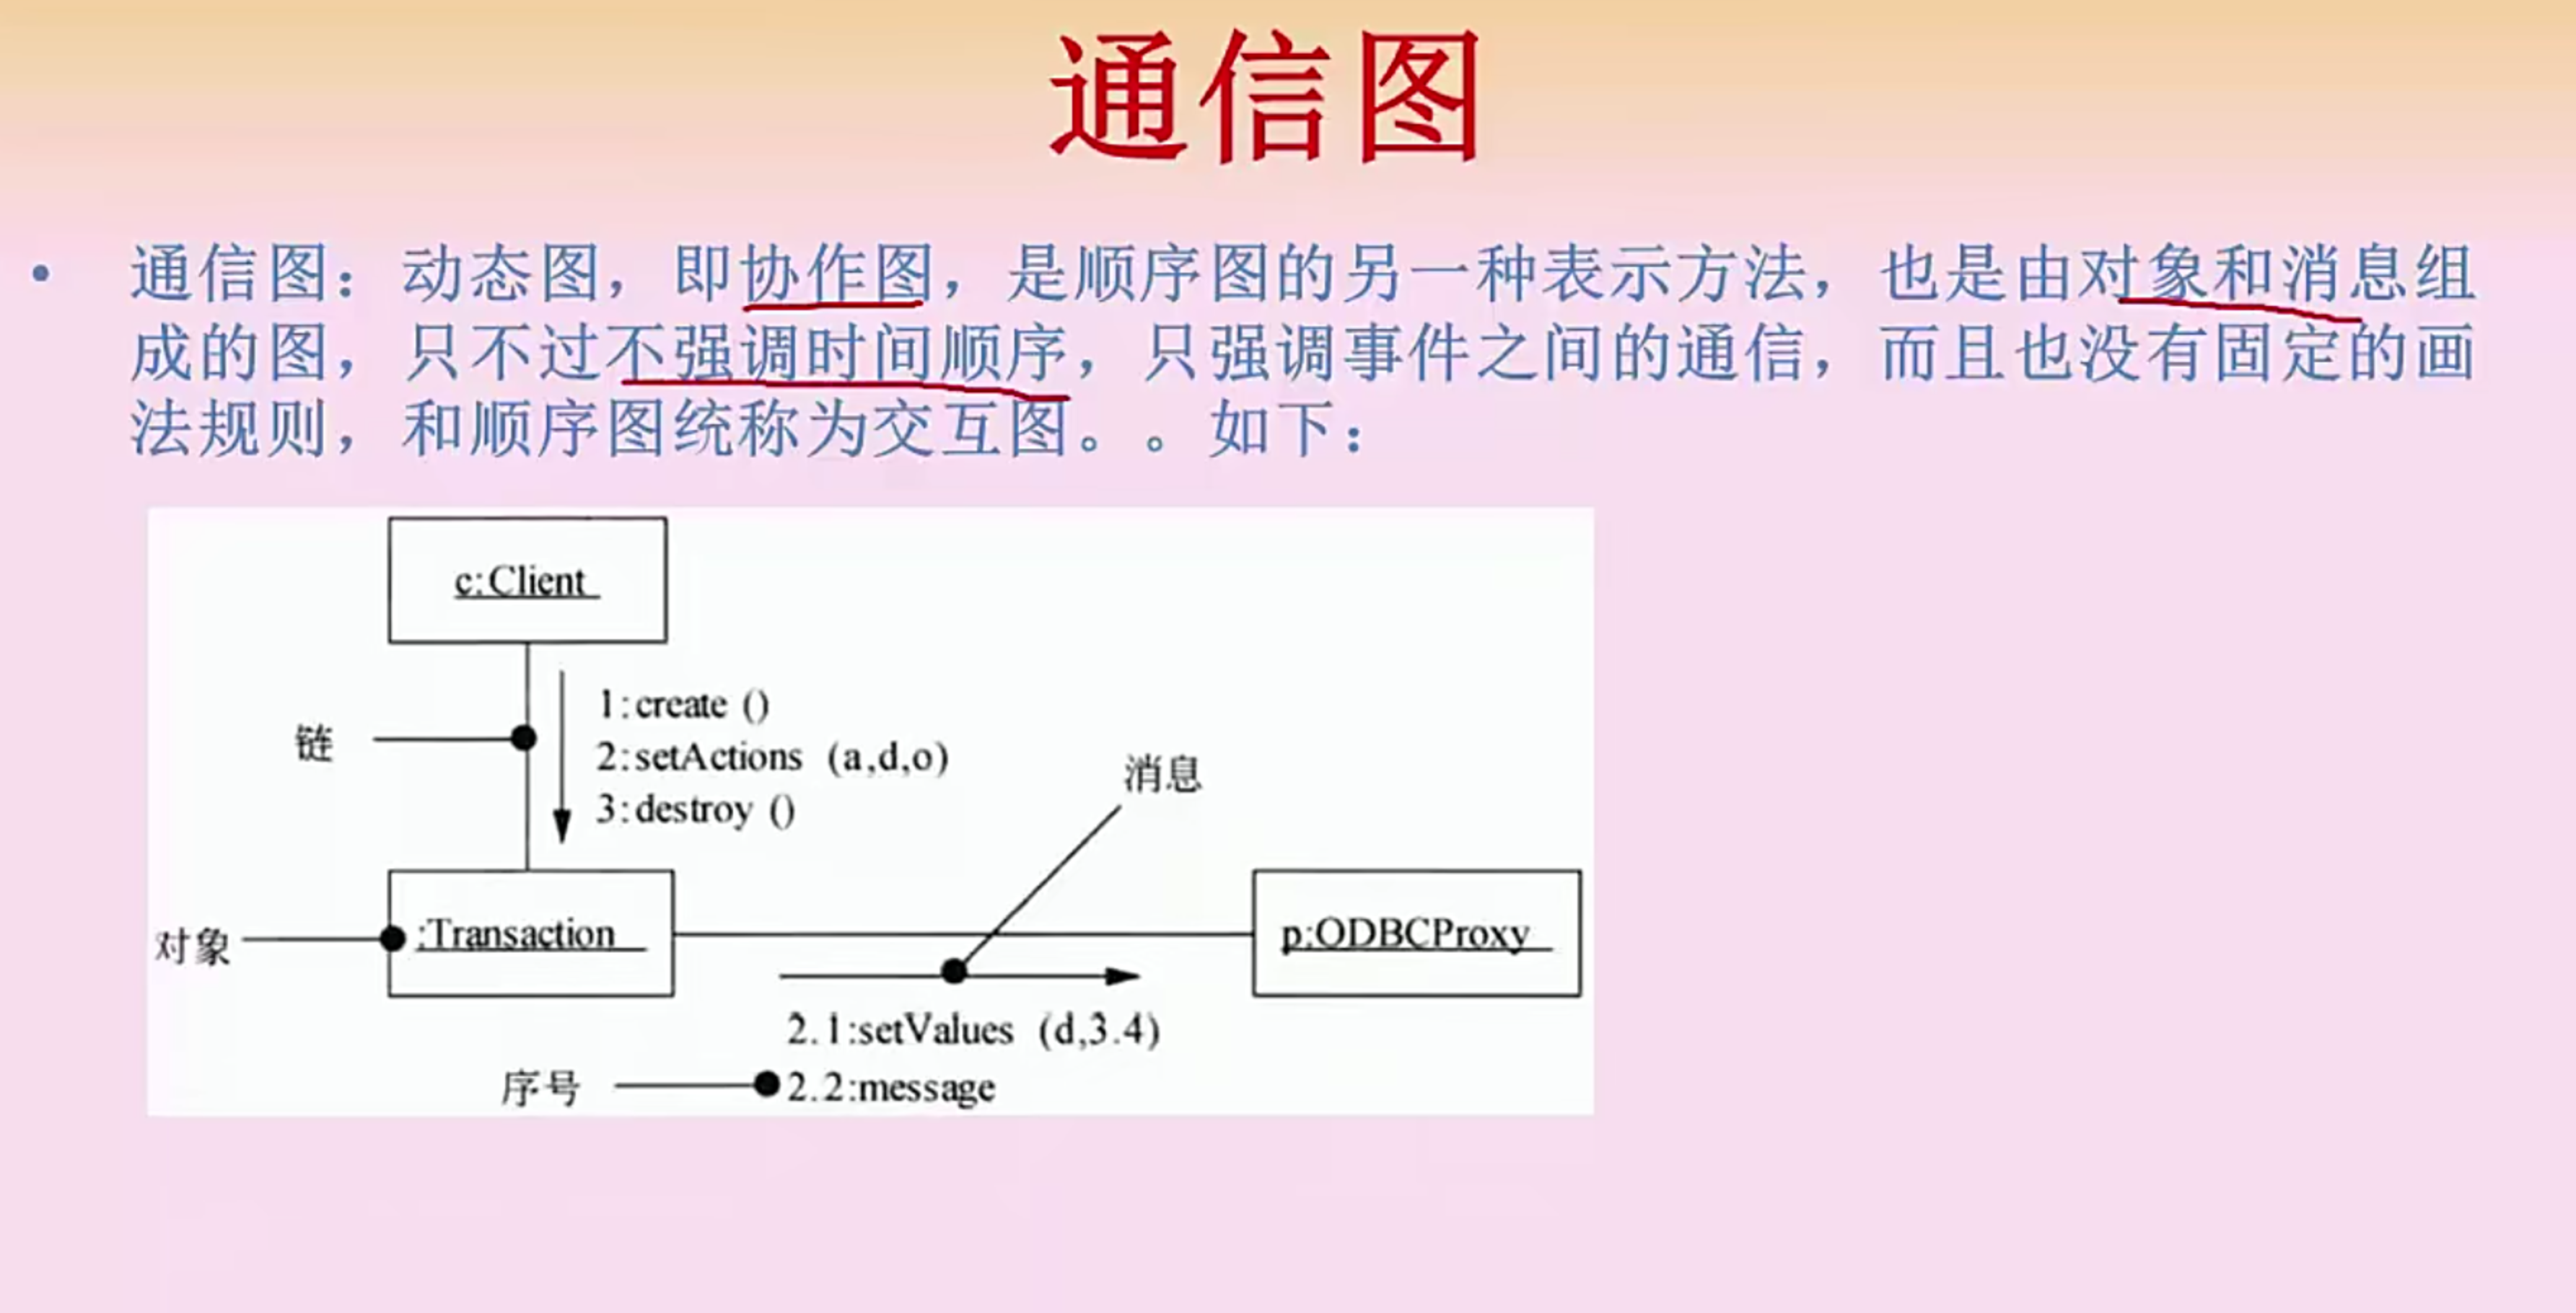 通信图
• 通信图：动态图，即协作图，是顺序图的另一种表示方法，也是由对象和消息组
成的图，只不过不强调时间顺序，只强调事件之间的通信，而且也没有固定的画
法规则，和顺序图统称为交互图。。如下：
c:Client
1:create ()
链
2:setActions (a,d,o)
消息
3:destroy ()
对象
:Transaction
p:ODBCProxy
2.1:setValues (d,3.4)
序号
2.2:message